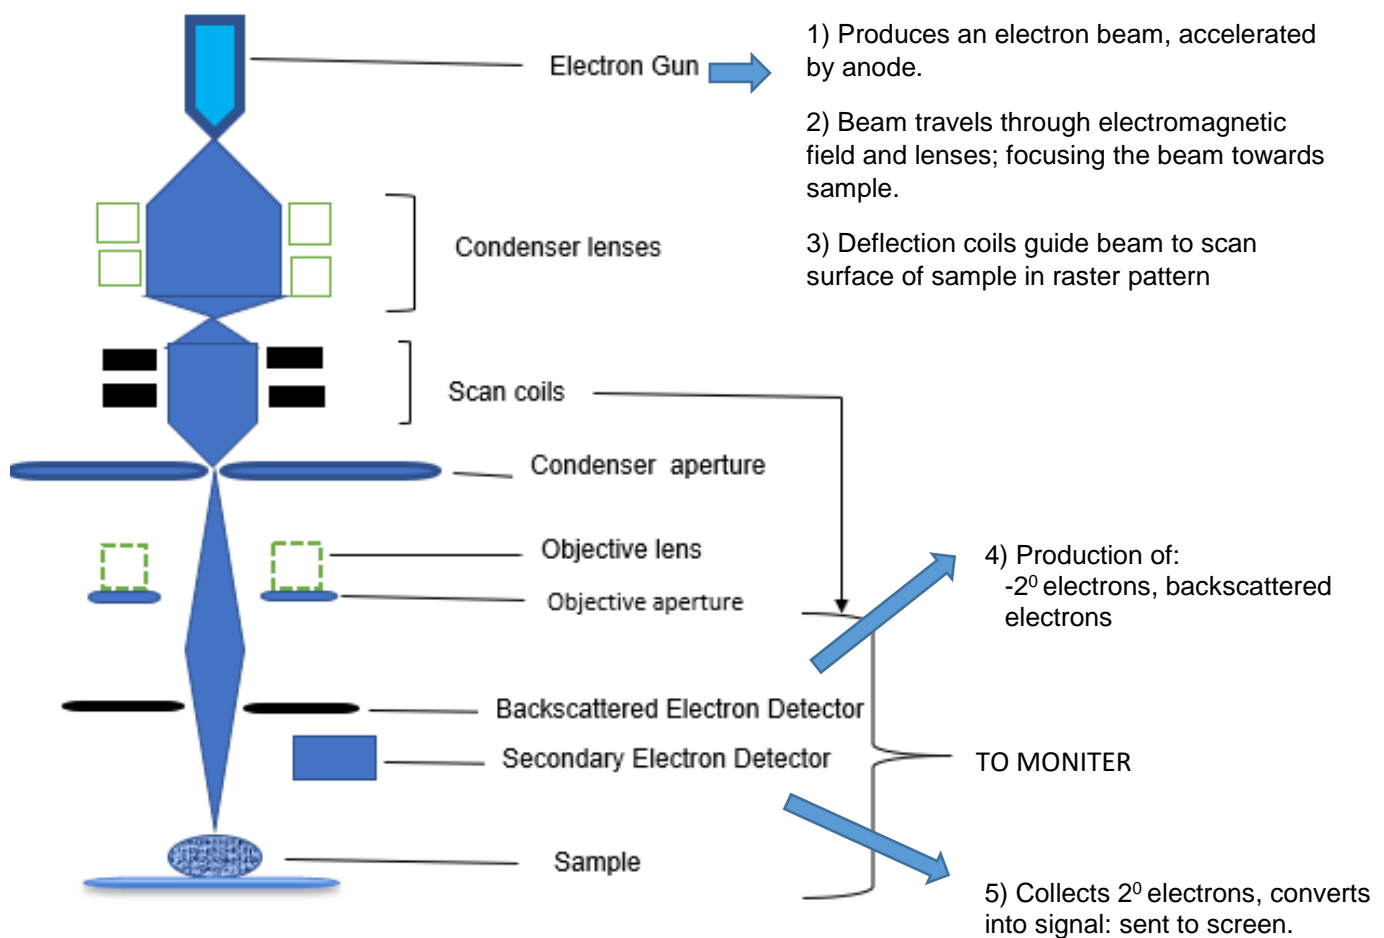 1) Produces an electron beam, accelerated
by anode.
Electron Gun
2) Beam travels through electromagnetic
field and lenses; focusing the beam towards
sample.
3) Deflection coils guide beam to scan
surface of sample in raster pattern
Condenser lenses
Scan coils
Condenser aperture
Objective lens
Objective aperture
4) Production of:
-2⁰ electrons, backscattered
electrons
Backscattered Electron Detector
Secondary Electron Detector
TO MONITER
Sample
5) Collects 2⁰ electrons, converts
into signal: sent to screen.